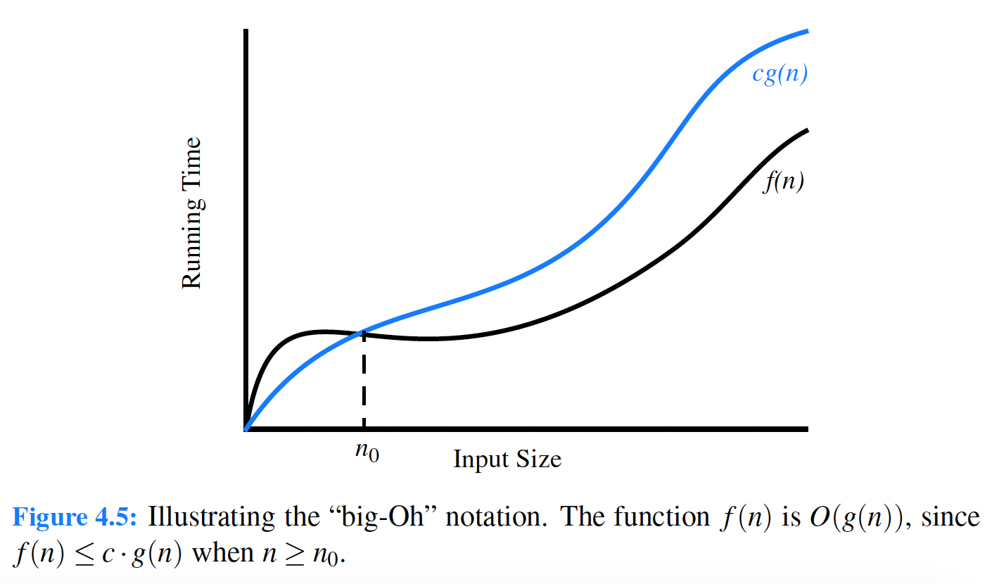 cg(n)
f(n)
Running Time
n₀
Input Size
Figure 4.5: Illustrating the “big-Oh” notation. The function f(n) is O(g(n)), since
f(n) ≤ c · g(n) when n ≥ n₀.